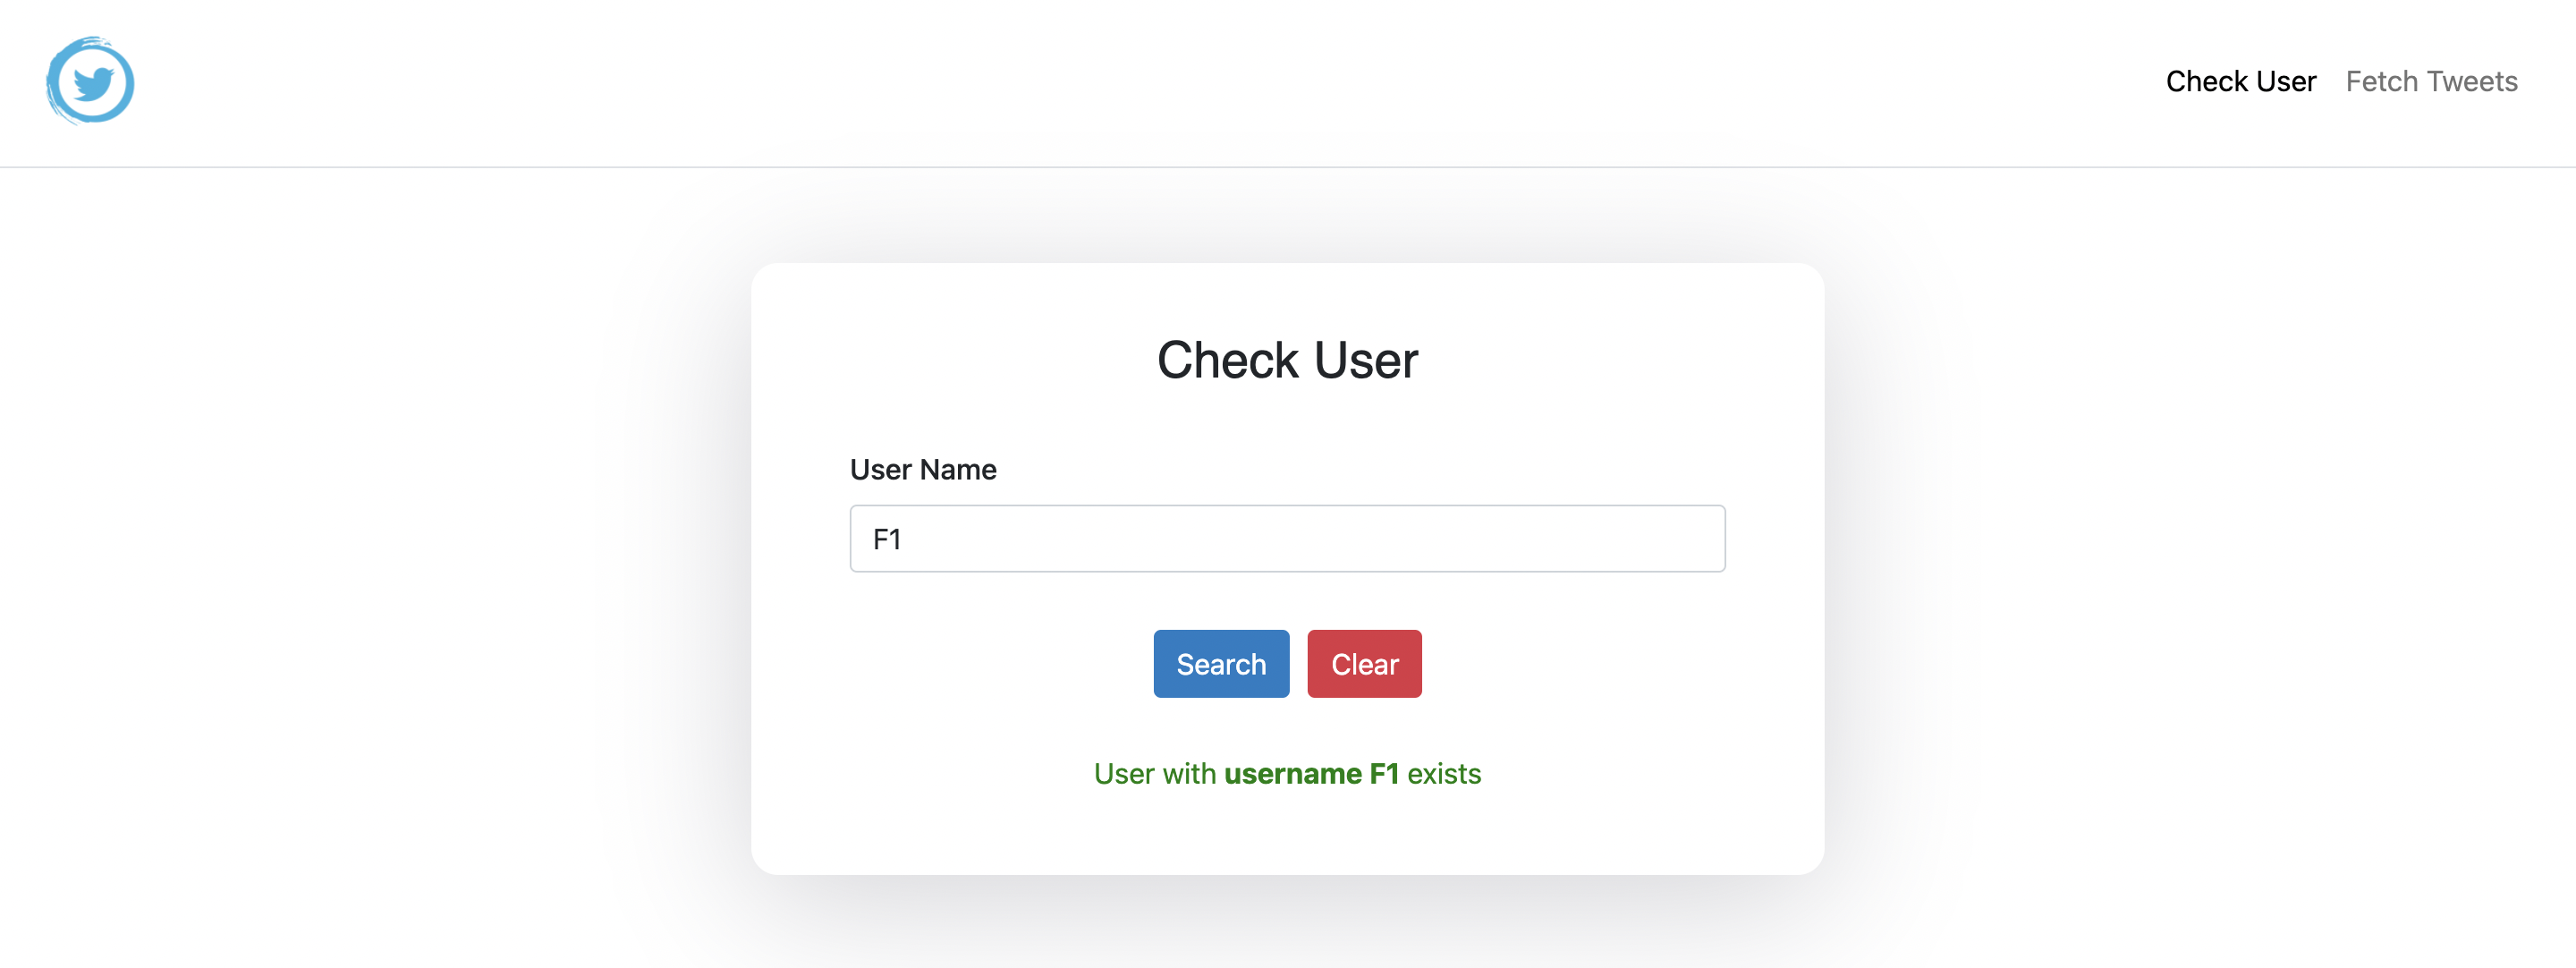 Check User Fetch Tweets
Check User
User Name
F1
Search Clear
User with username F1 exists